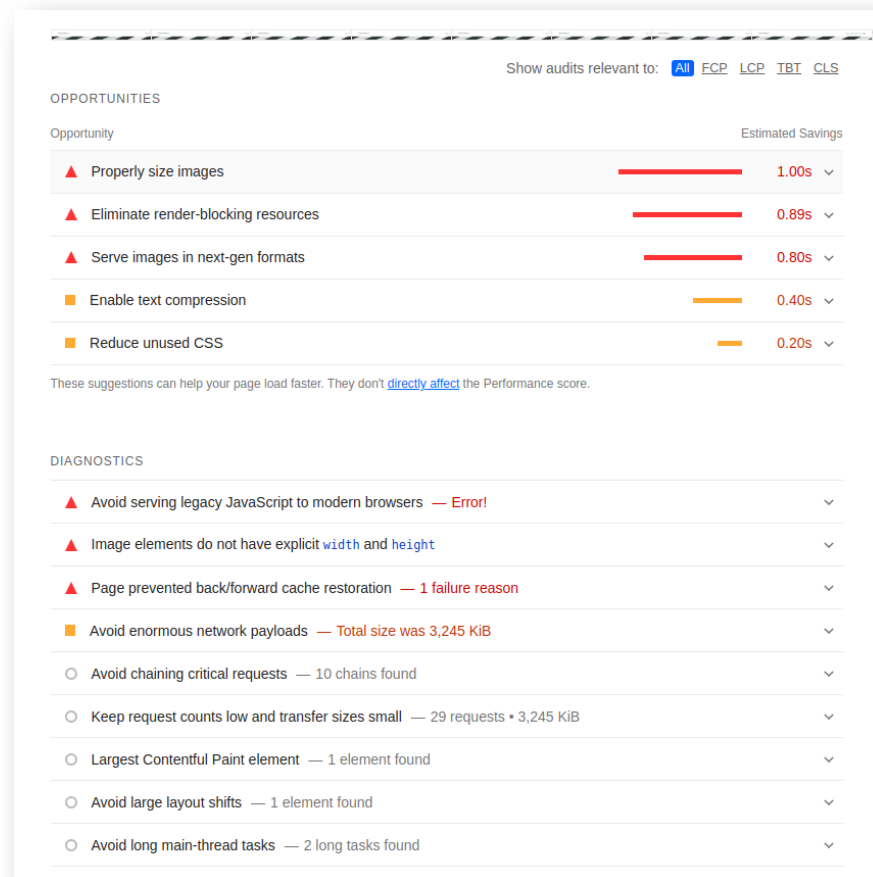 Show audits relevant to: All FCP LCP TBT CLS
OPPORTUNITIES
Opportunity Estimated Savings
Properly size images 1.00s
Eliminate render-blocking resources 0.89s
Serve images in next-gen formats 0.80s
Enable text compression 0.40s
Reduce unused CSS 0.20s
These suggestions can help your page load faster. They don't directly affect the Performance score.
DIAGNOSTICS
Avoid serving legacy JavaScript to modern browsers — Error!
Image elements do not have explicit width and height
Page prevented back/forward cache restoration — 1 failure reason
Avoid enormous network payloads — Total size was 3,245 KiB
Avoid chaining critical requests — 10 chains found
Keep request counts low and transfer sizes small — 29 requests • 3,245 KiB
Largest Contentful Paint element — 1 element found
Avoid large layout shifts — 1 element found
Avoid long main-thread tasks — 2 long tasks found